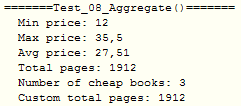 =======Test_08_Aggregate()=======
Min price: 12
Max price: 35,5
Avg price: 27,51
Total pages: 1912
Number of cheap books: 3
Custom total pages: 1912